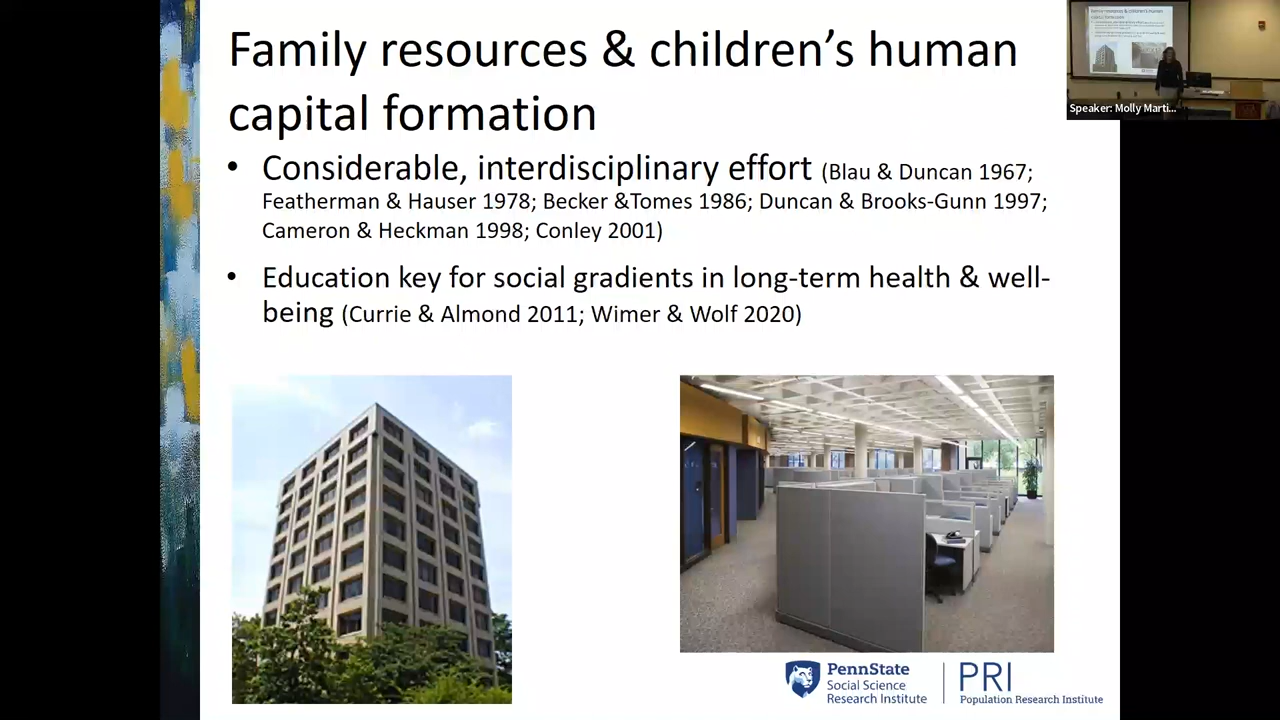 Family resources & children's human
capital formation
• Considerable, interdisciplinary effort (Blau & Duncan 1967;
Featherman & Hauser 1978; Becker &Tomes 1986; Duncan & Brooks-Gunn 1997;
Cameron & Heckman 1998; Conley 2001)
• Education key for social gradients in long-term health & well-
being (Currie & Almond 2011; Wimer & Wolf 2020)
Speaker: Molly Marti...
PennState
Social Science
Research Institute
PRI
Population Research Institute